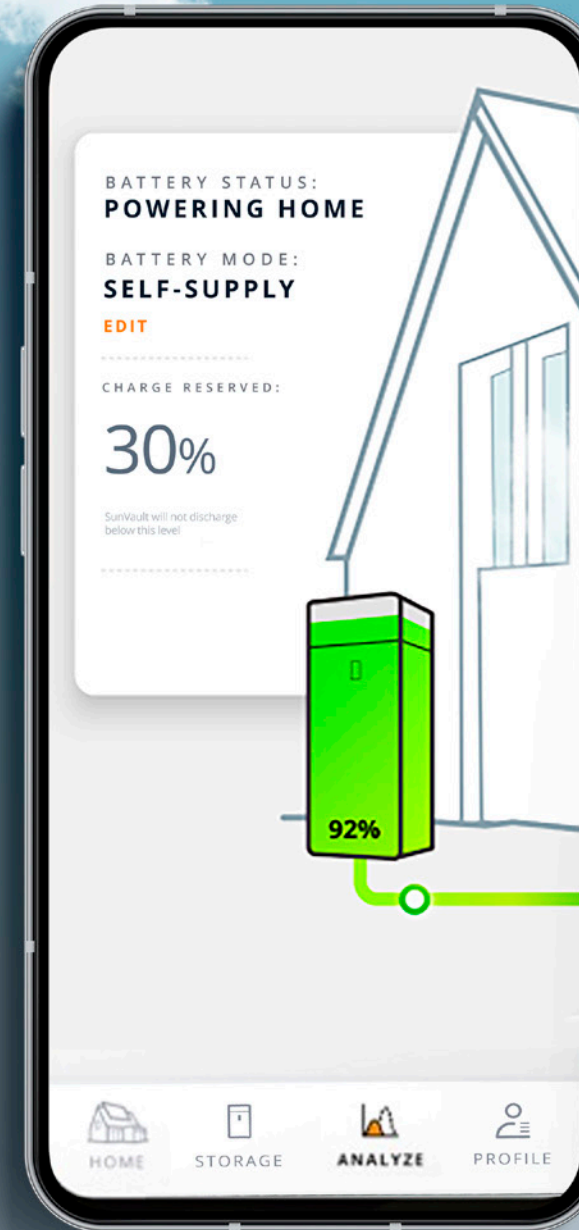 BATTERY STATUS:
POWERING HOME
BATTERY MODE:
SELF-SUPPLY
EDIT
CHARGE RESERVED:
30%
SunVault will not discharge
below this level
92%
HOME
STORAGE
ANALYZE
PROFILE